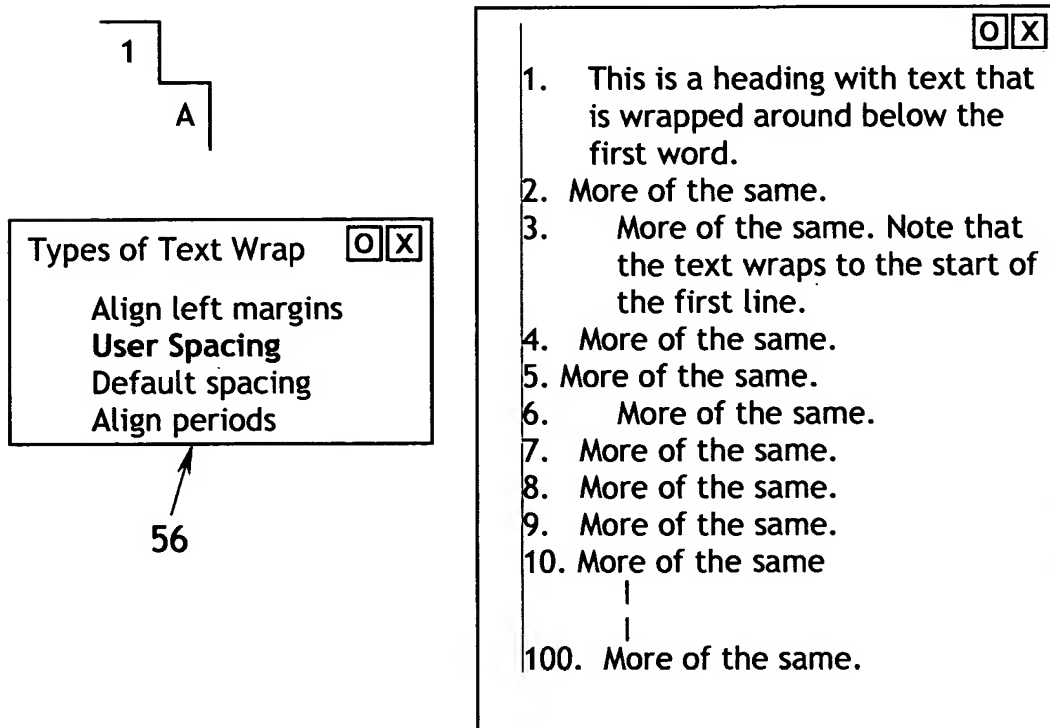 1
A
Types of Text Wrap O X
Align left margins
User Spacing
Default spacing
Align periods
56
O X
1. This is a heading with text that
is wrapped around below the
first word.
2. More of the same.
3. More of the same. Note that
the text wraps to the start of
the first line.
4. More of the same.
5. More of the same.
6. More of the same.
7. More of the same.
8. More of the same.
9. More of the same.
10. More of the same
100. More of the same.